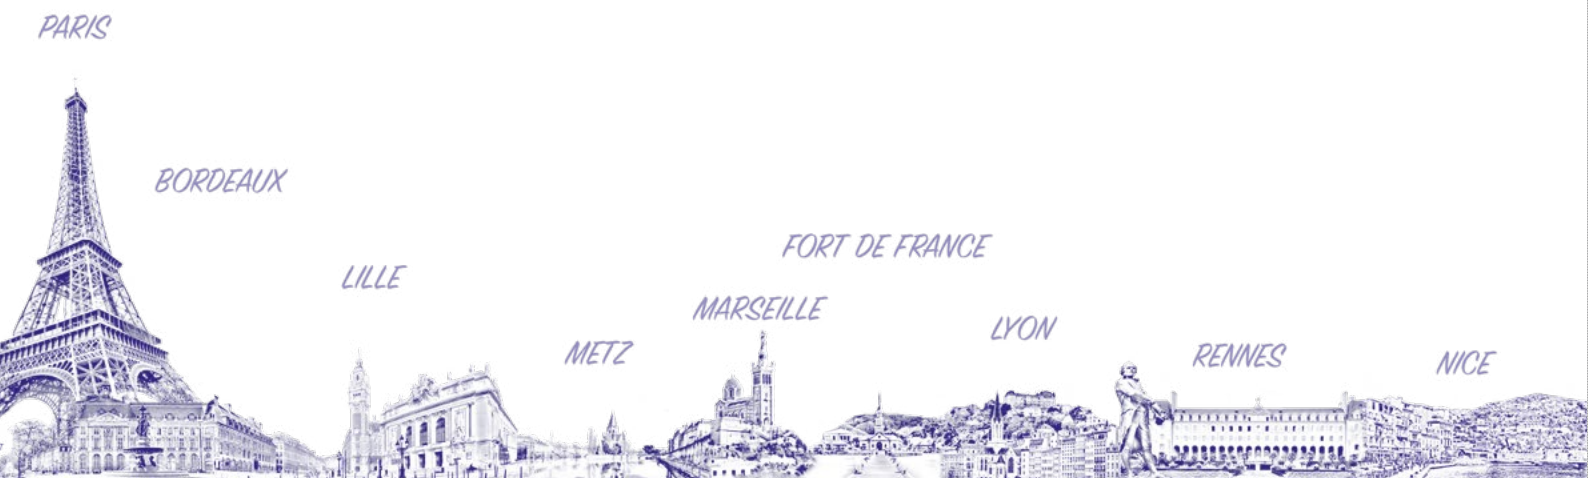 PARIS
BORDEAUX
LILLE
METZ
MARSEILLE
FORT DE FRANCE
LYON
RENNES
NICE